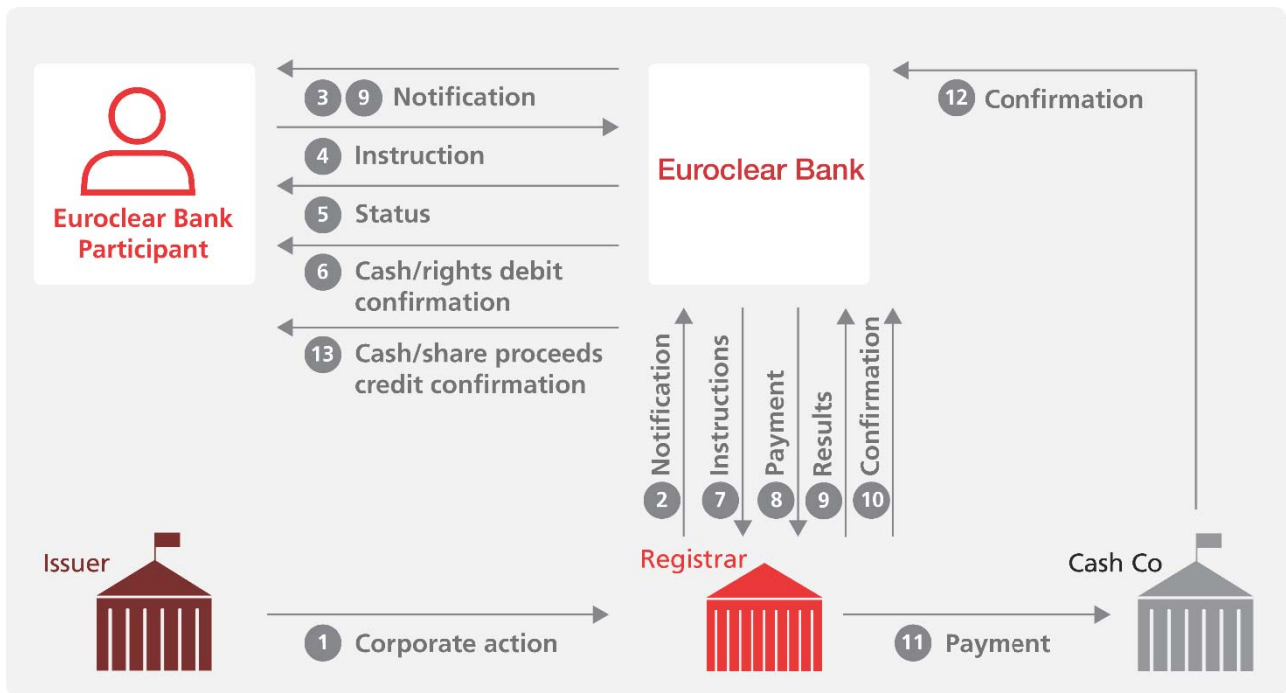 3 9 Notification
12 Confirmation
4 Instruction
Euroclear Bank
Euroclear Bank
Participant
5 Status
6 Cash/rights debit
confirmation
13 Cash/share proceeds
credit confirmation
2 Notification
7 Instructions
8 Payment
9 Results
10 Confirmation
Issuer
Registrar
Cash Co
1 Corporate action
11 Payment